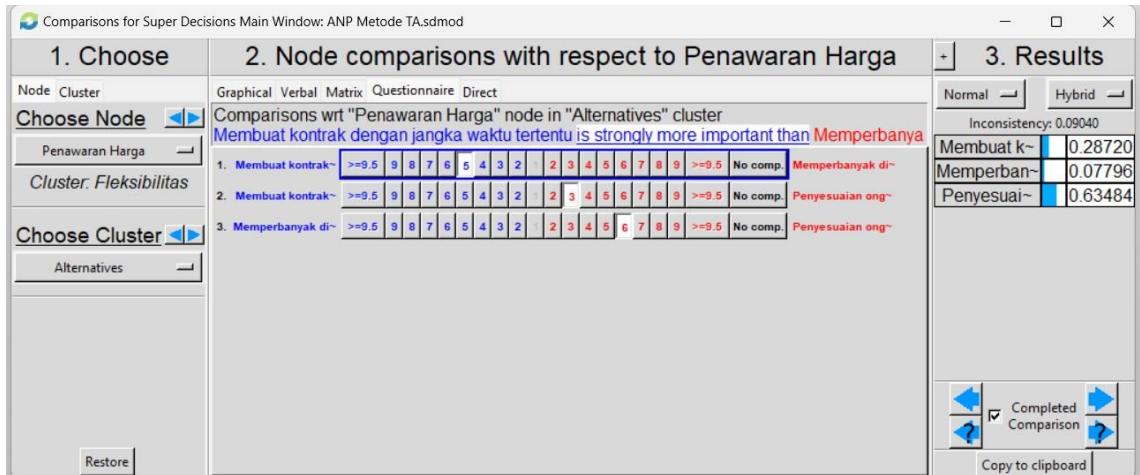 Comparisons for Super Decisions Main Window: ANP Metode TA.sdmod
1. Choose
Node Cluster
Choose Node
Penawaran Harga
Cluster: Fleksibilitas
Choose Cluster
Alternatives
Restore
2. Node comparisons with respect to Penawaran Harga
Graphical Verbal Matrix Questionnaire Direct
Comparisons wrt "Penawaran Harga" node in "Alternatives" cluster
Membuat kontrak dengan jangka waktu tertentu is strongly more important than Memperbanya
1. Membuat kontrak~ >=9.5 9 8 7 6 5 4 3 2 1 2 3 4 5 6 7 8 9 >=9.5 No comp. Memperbanyak di~
2. Membuat kontrak~ >=9.5 9 8 7 6 5 4 3 2 1 2 3 4 5 6 7 8 9 >=9.5 No comp. Penyesuaian ong~
3. Memperbanyak di~ >=9.5 9 8 7 6 5 4 3 2 1 2 3 4 5 6 7 8 9 >=9.5 No comp. Penyesuaian ong~
+ 3. Results
Normal Hybrid
Inconsistency: 0.09040
Membuat k~ 0.28720
Memperban~ 0.07796
Penyesuai~ 0.63484
Completed
Comparison
? ?
Copy to clipboard